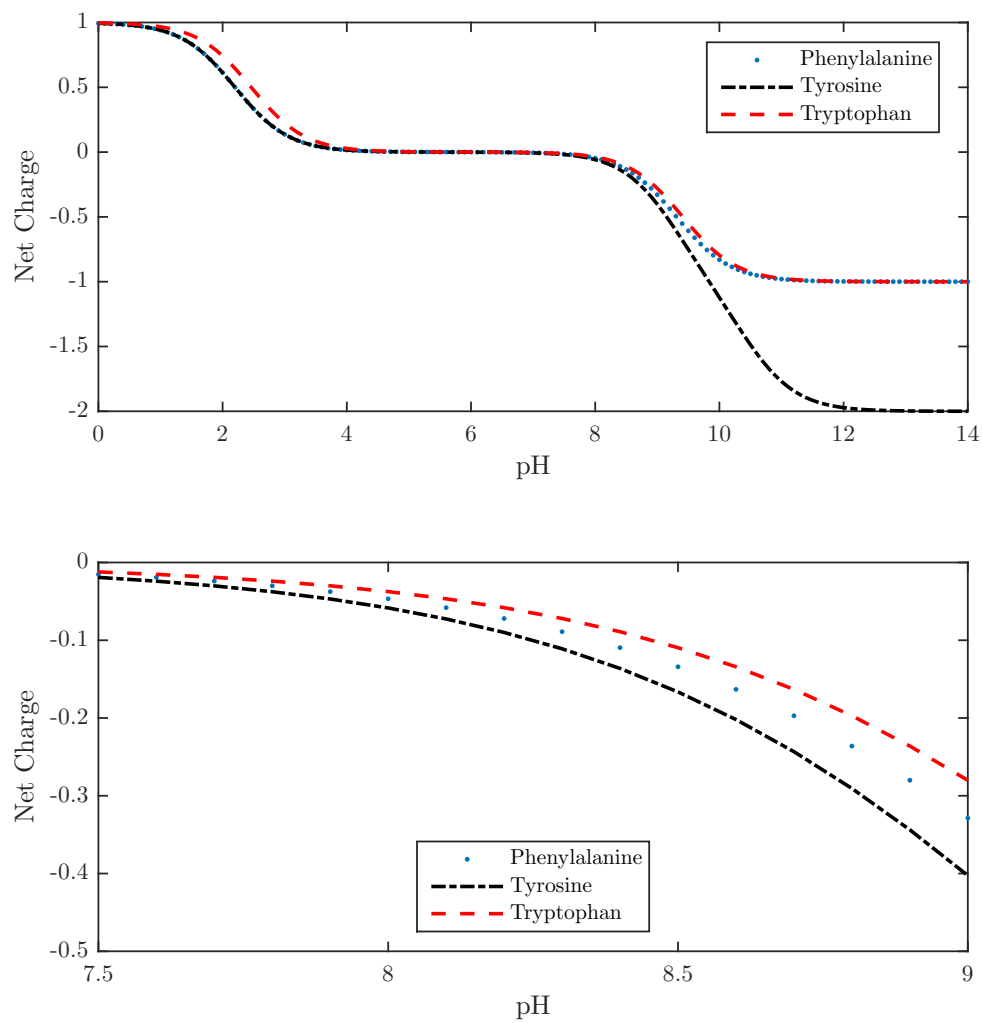 1
0.5
0
-0.5
-1
-1.5
-2
Net Charge
Phenylalanine
Tyrosine
Tryptophan
0 2 4 6 8 10 12 14
pH
0
-0.1
-0.2
-0.3
-0.4
-0.5
Net Charge
Phenylalanine
Tyrosine
Tryptophan
7.5 8 8.5 9
pH